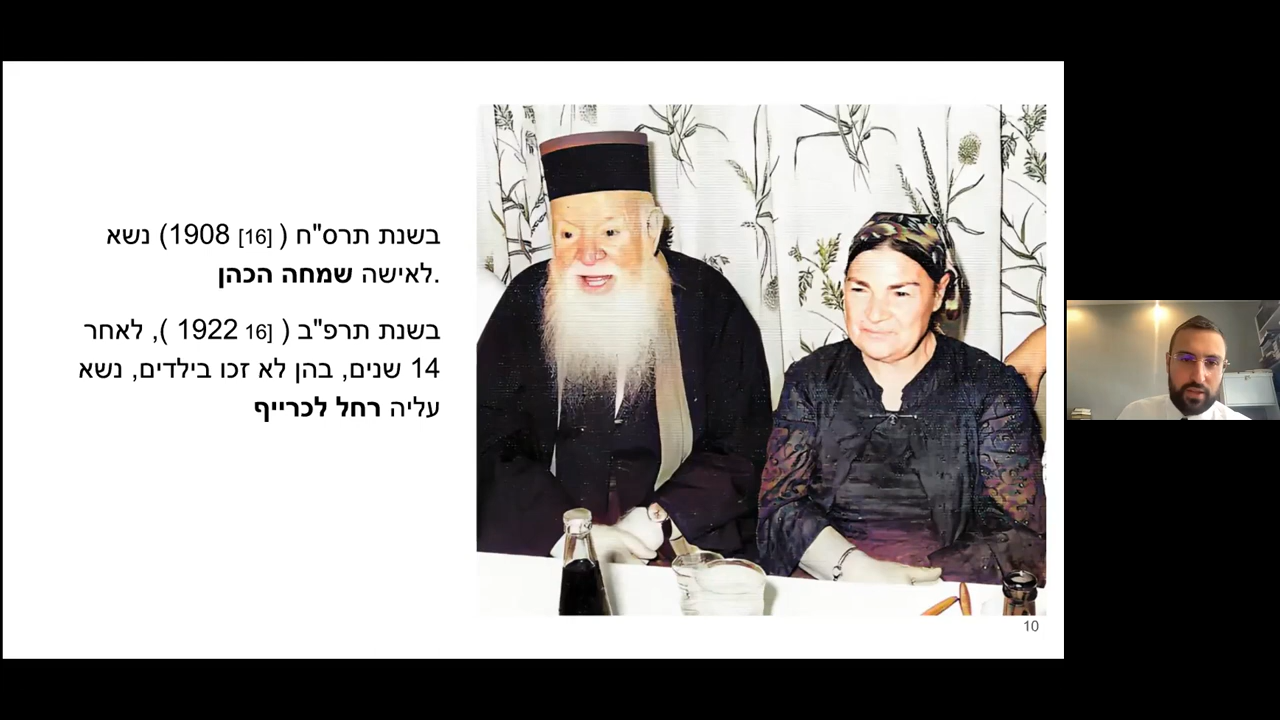 בשנת תרס"ח ( [16] 1908) נשא
לאישה שמחה הכהן.
בשנת תרפ"ב ( [16 1922 ), לאחר
14 שנים, בהן לא זכו בילדים, נשא
עליה רחל לכרייף
10